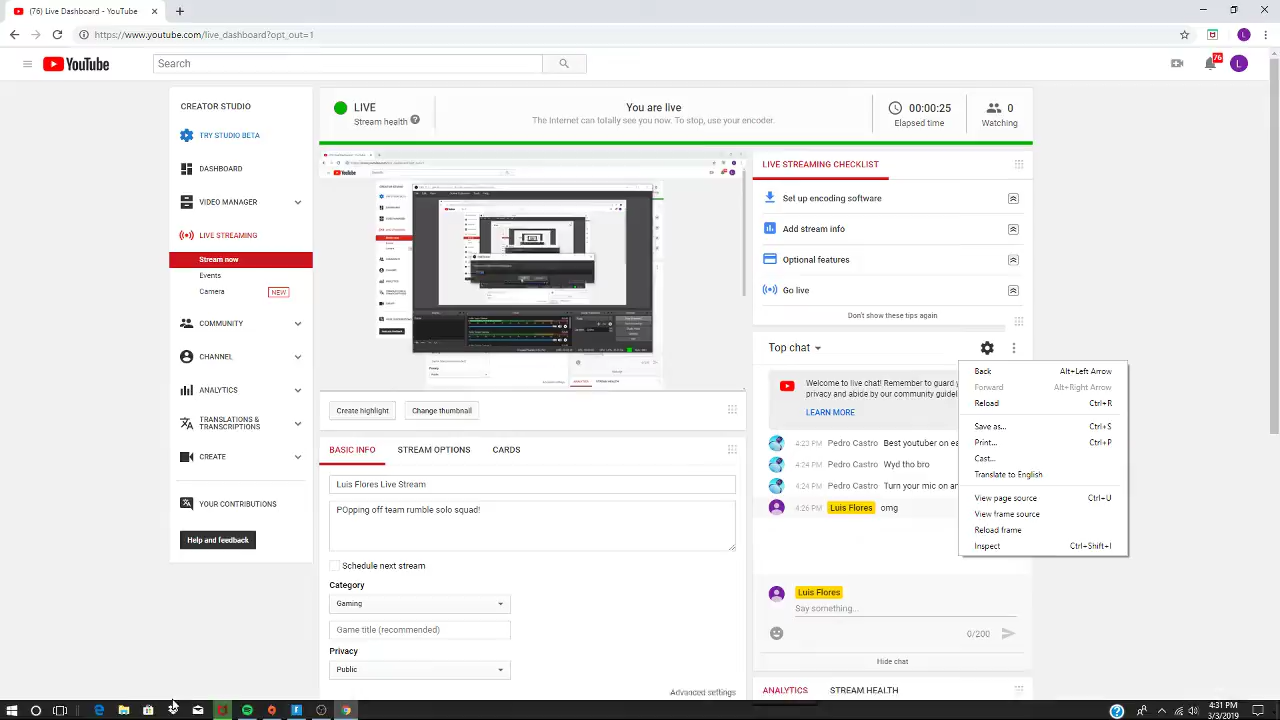 (76) Live Dashboard - YouTube
https://www.youtube.com/live_dashboard?opt_out=1
YouTube
Search
76
L
CREATOR STUDIO
TRY STUDIO BETA
DASHBOARD
VIDEO MANAGER
LIVE STREAMING
Stream now
Events
Camera NEW
COMMUNITY
CHANNEL
ANALYTICS
TRANSLATIONS &
TRANSCRIPTIONS
CREATE
YOUR CONTRIBUTIONS
Help and feedback
LIVE
Stream health
You are live
The Internet can totally see you now. To stop, use your encoder.
00:00:25
Elapsed time
0
Watching
Create highlight
Change thumbnail
BASIC INFO
STREAM OPTIONS
CARDS
Luis Flores Live Stream
POpping off team rumble solo squad!
Schedule next stream
Category
Gaming
Game title (recommended)
Privacy
Public
Advanced settings
LIVE STREAMING CHECKLIST
Set up encoding software
Add streamers
Optional features
Go live
Don't show these tips again
Top chat
Welcome to live chat! Remember to guard
privacy and abide by our community guidel
LEARN MORE
4:23 PM Pedro Castro Best youtuber on ea
4:24 PM Pedro Castro Wyd tho bro
4:24 PM Pedro Castro Turn your mic on an
4:26 PM Luis Flores omg
Back Alt+Left Arrow
Forward Alt+Right Arrow
Reload Ctrl+R
Save as... Ctrl+S
Print... Ctrl+P
Cast...
Translate to English
View page source Ctrl+U
View frame source
Reload frame
Inspect Ctrl+Shift+I
Luis Flores
Say something...
0/200
Hide chat
ANALYTICS
STREAM HEALTH
4:31 PM
3/3/2019